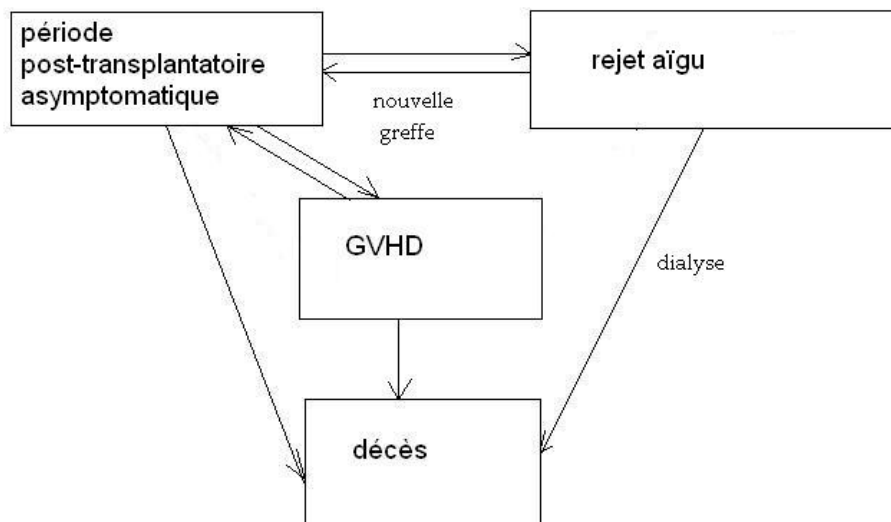 période
post-transplantatoire
asymptomatique
rejet aïgu
nouvelle
greffe
GVHD
dialyse
décès